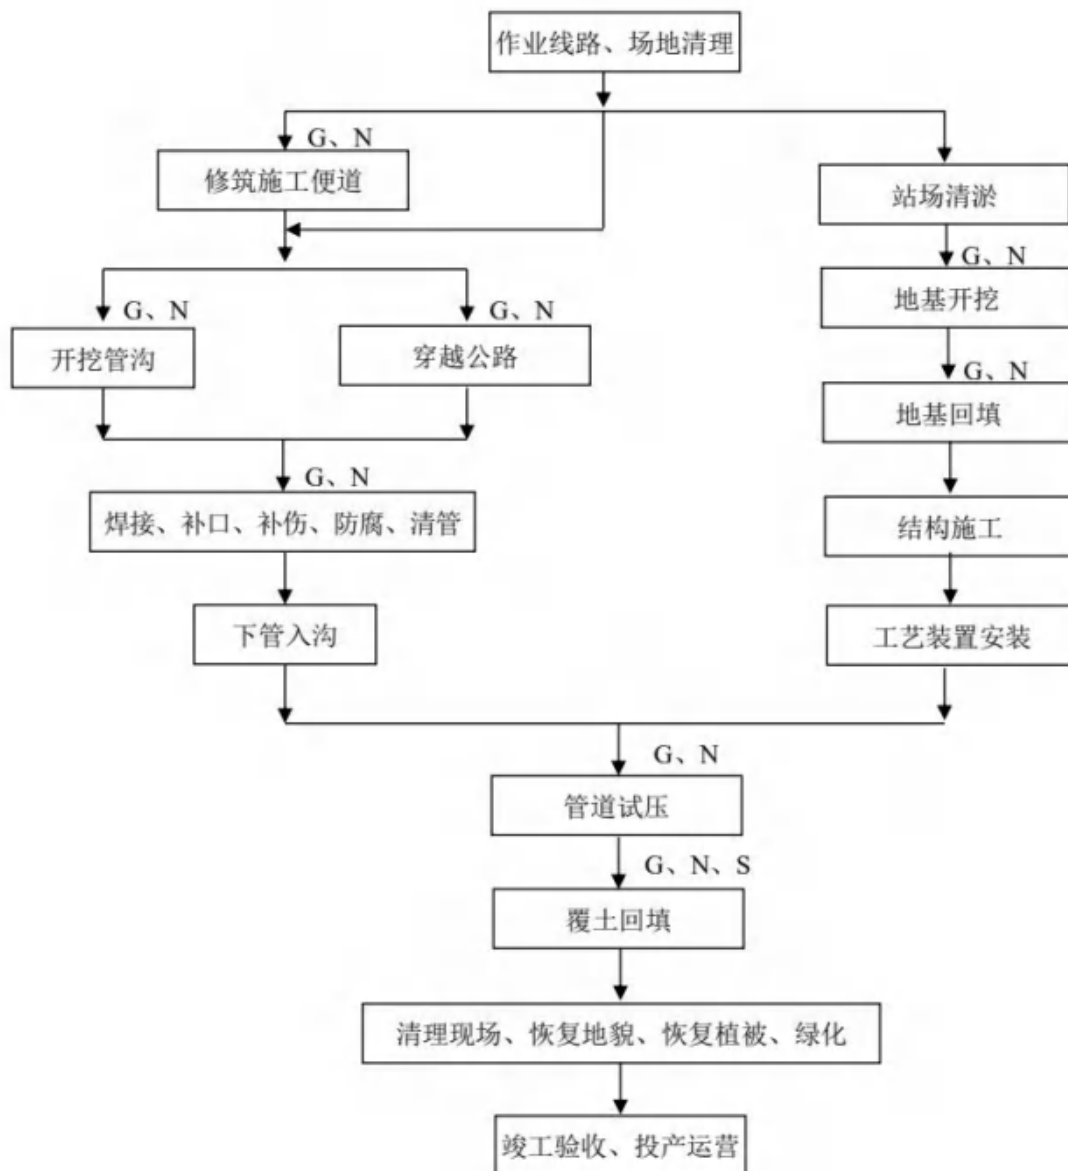 作业线路、场地清理
G、N
修筑施工便道
站场清淤
G、N
地基开挖
G、N
G、N
开挖管沟
穿越公路
G、N
地基回填
G、N
焊接、补口、补伤、防腐、清管
结构施工
下管入沟
工艺装置安装
G、N
管道试压
G、N、S
覆土回填
清理现场、恢复地貌、恢复植被、绿化
竣工验收、投产运营